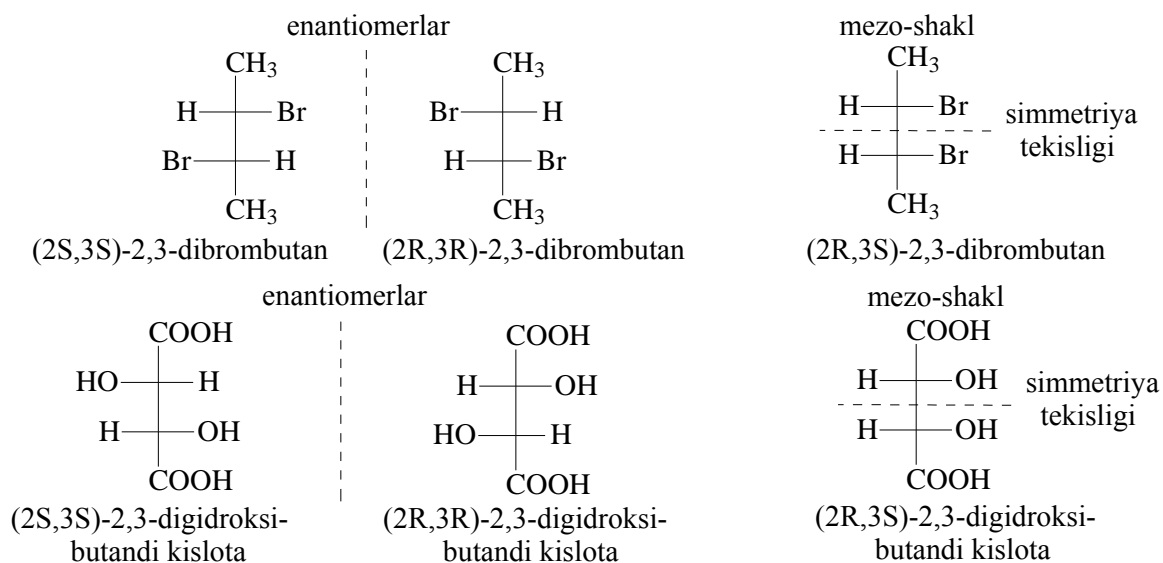 enantiomerlar
mezo-shakl
CH3
CH3
CH3
H Br
Br H
H Br
simmetriya
tekisligi
Br H
H Br
H Br
CH3
CH3
CH3
(2S,3S)-2,3-dibrombutan
(2R,3R)-2,3-dibrombutan
(2R,3S)-2,3-dibrombutan
enantiomerlar
mezo-shakl
COOH
COOH
COOH
HO H
H OH
H OH
simmetriya
tekisligi
H OH
HO H
H OH
COOH
COOH
COOH
(2S,3S)-2,3-digidroksi-
butandi kislota
(2R,3R)-2,3-digidroksi-
butandi kislota
(2R,3S)-2,3-digidroksi-
butandi kislota